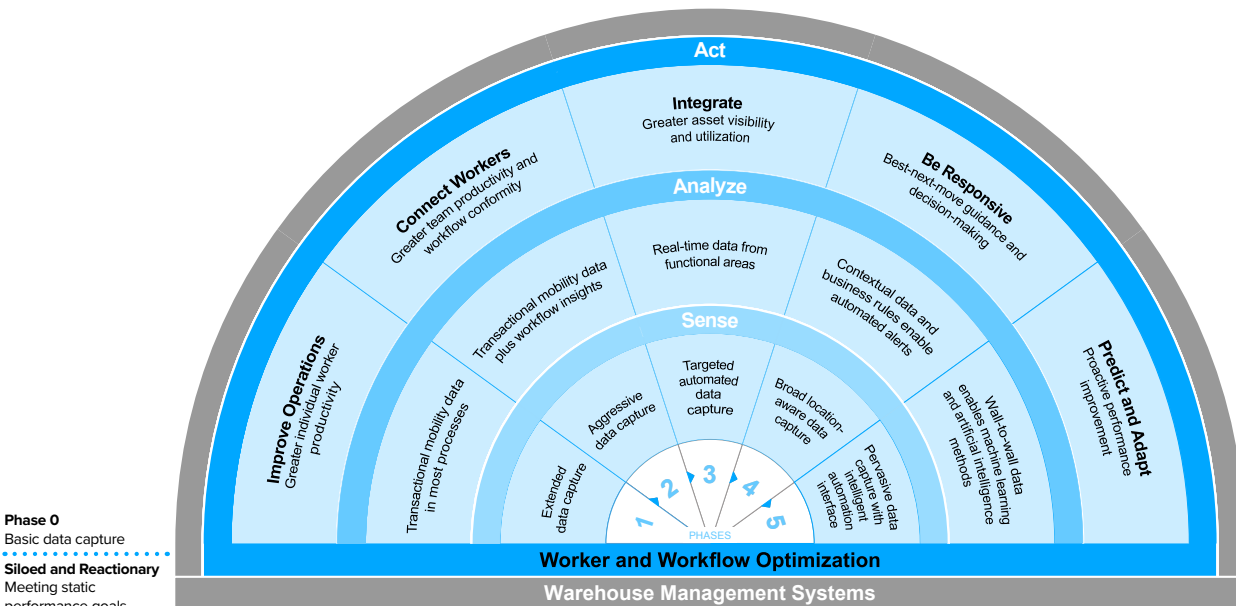 Act
Improve Operations
Greater individual worker
productivity
Connect Workers
Greater team productivity and
workflow conformity
Integrate
Greater asset visibility
and utilization
Be Responsive
Best-next-move guidance and
decision-making
Predict and Adapt
Proactive performance
improvement
Analyze
Transactional mobility data
in most processes
Transactional mobility data
plus workflow insights
Real-time data from
functional areas
Contextual data and
business rules enable
automated alerts
Wall-to-wall data
enables machine learning
and artificial intelligence
methods
Sense
Extended
data capture
Aggressive
data capture
Targeted
automated
data
capture
Broad location-
aware data
capture
Pervasive data
capture with
intelligent
automation
interface
1
2
3
4
5
PHASES
Phase 0
Basic data capture
Siloed and Reactionary
Meeting static
performance goals
Worker and Workflow Optimization
Warehouse Management Systems